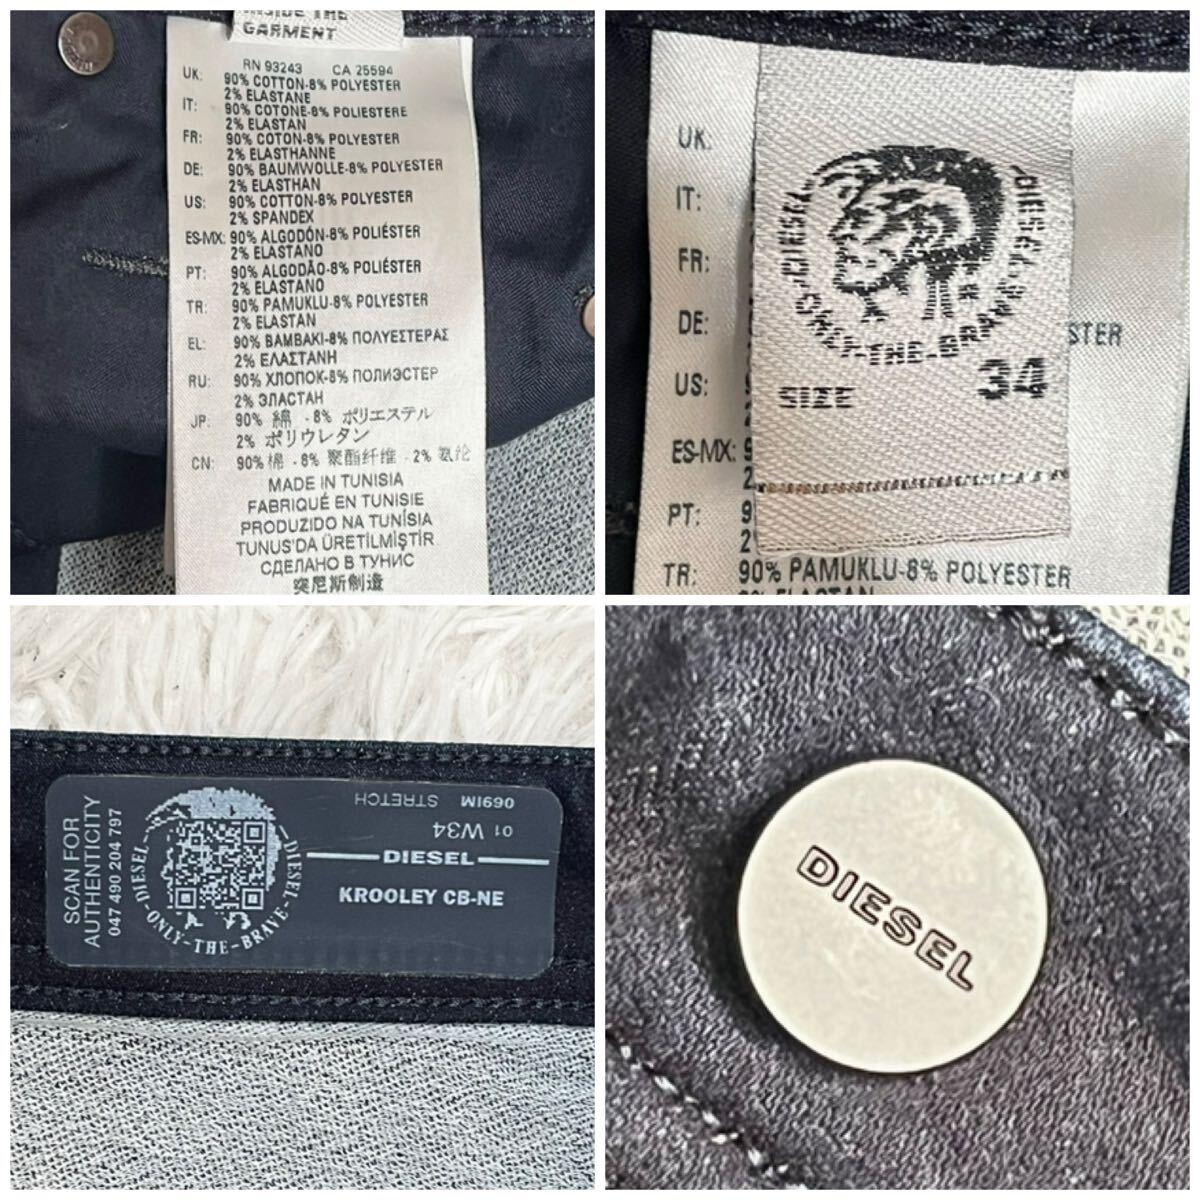 INSIDE THE
GARMENT
RN 93243 CA 25594
UK: 90% COTTON-8% POLYESTER
2% ELASTANE
IT: 90% COTONE-8% POLIESTERE
2% ELASTAN
FR: 90% COTON-8% POLYESTER
2% ELASTHANNE
DE: 90% BAUMWOLLE-8% POLYESTER
2% ELASTHAN
US: 90% COTTON-8% POLYESTER
2% SPANDEX
ES-MX: 90% ALGODÓN-8% POLIÉSTER
2% ELASTANO
PT: 90% ALGODÃO-8% POLIÉSTER
2% ELASTANO
TR: 90% PAMUKLU-8% POLYESTER
2% ELASTAN
EL: 90% ΒΑΜΒΑΚΙ-8% ΠΟΛΥΕΣΤΕΡΑΣ
2% ΕΛΑΣΤΑΝΗ
RU: 90% ХЛОПОК-8% ПОЛИЭСТЕР
2% ЭЛАСТАН
JP: 90% 綿 -8% ポリエステル
2% ポリウレタン
CN: 90% 棉 -8% 聚酯纤维 -2% 氨纶
MADE IN TUNISIA
FABRIQUÉ EN TUNISIE
PRODUZIDO NA TUNÍSIA
TUNUS'DA ÜRETİLMİŞTİR
СДЕЛАНО В ТУНИС
突尼斯制造
UK:
IT:
FR:
DE:
US:
ES-MX: 9
2
PT: 9
2
TR: 90% PAMUKLU-8% POLYESTER
2% ELASTAN
STER
DIESEL·ONLY-THE-BRAVE DIESEL
SIZE 34
SCAN FOR
AUTHENTICITY
047 490 204 797
DIESEL-ONLY-THE-BRAVE-DIESEL
069IM STRETCH
01 W34
DIESEL
KROOLEY CB-NE
DIESEL